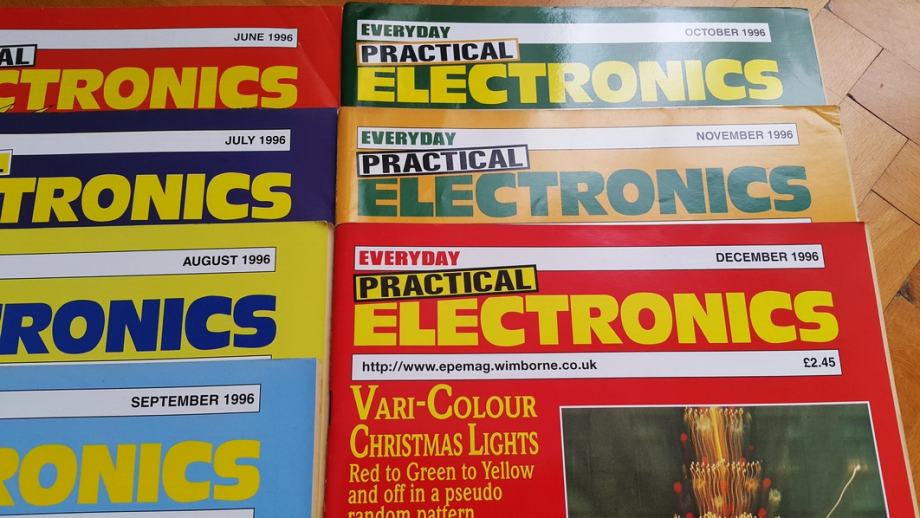 JUNE 1996
AL
CTRONICS
JULY 1996
L
TRONICS
AUGUST 1996
RONICS
SEPTEMBER 1996
RONICS
EVERYDAY
OCTOBER 1996
PRACTICAL
ELECTRONICS
EVERYDAY
NOVEMBER 1996
PRACTICAL
ELECTRONICS
EVERYDAY
DECEMBER 1996
PRACTICAL
ELECTRONICS
http://www.epemag.wimborne.co.uk £2.45
VARI-COLOUR
CHRISTMAS LIGHTS
Red to Green to Yellow
and off in a pseudo
random pattern